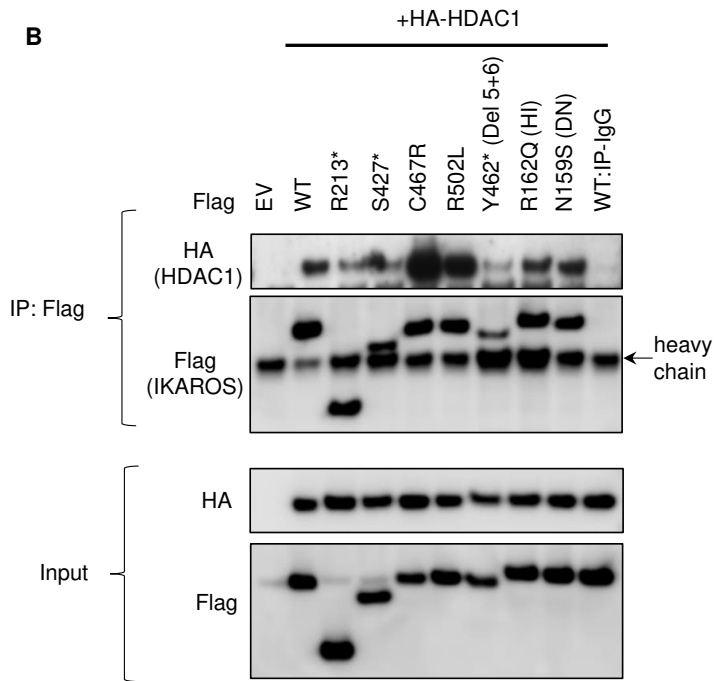 B
+HA-HDAC1
Flag
EV
WT
R213*
S427*
C467R
R502L
Y462* (Del 5+6)
R162Q (HI)
N159S (DN)
WT:IP-IgG
IP: Flag
HA
(HDAC1)
Flag
(IKAROS)
heavy
chain
Input
HA
Flag